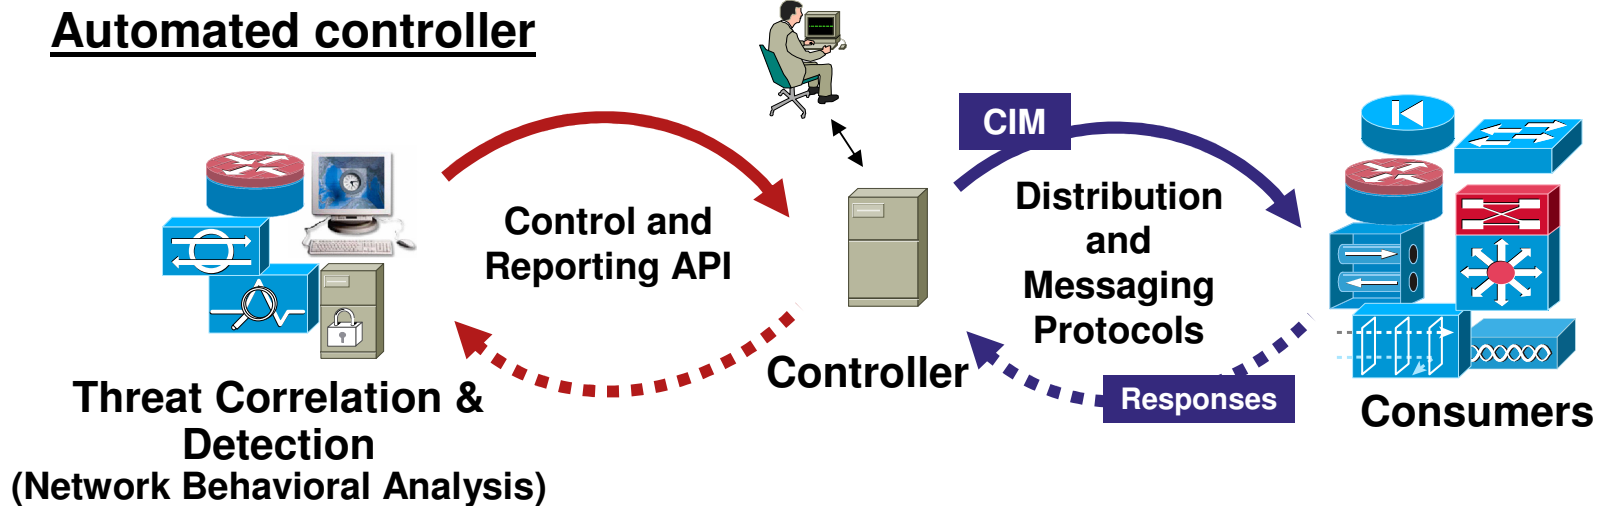 Automated controller
CIM
Control and
Reporting API
Distribution
and
Messaging
Protocols
Controller
Responses
Threat Correlation &
Detection
(Network Behavioral Analysis)
Consumers